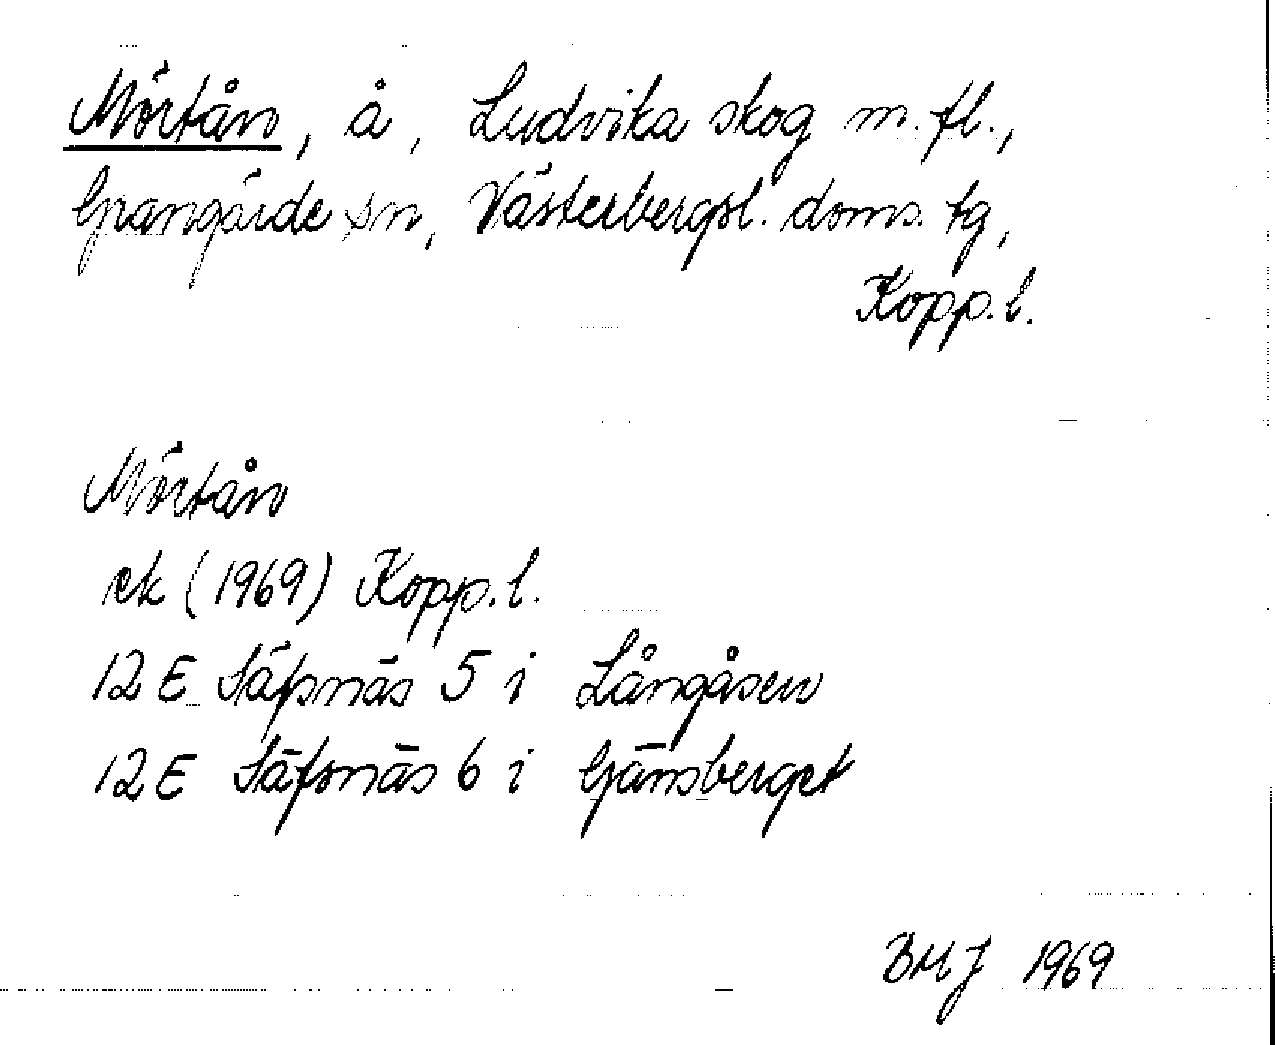 Mörtån, å, Ludvika skog m. fl.,
Grangärde sn, Västerbergsl. doms. tg,
Kopp. l.
Mörtån
ek (1969) Kopp. l.
12 E Säfsnäs 5 i Långåsen
12 E Säfsnäs 6 i Gänsberget
BMJ 1969